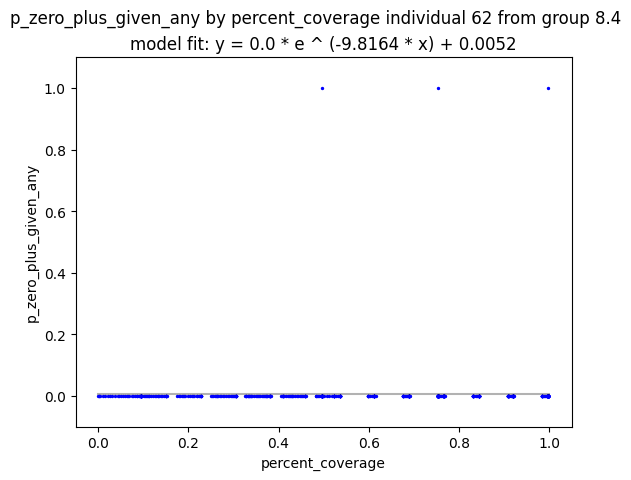 p_zero_plus_given_any by percent_coverage individual 62 from group 8.4
model fit: y = 0.0 * e ^ (-9.8164 * x) + 0.0052
1.0
0.8
0.6
0.4
0.2
0.0
p_zero_plus_given_any
0.0 0.2 0.4 0.6 0.8 1.0
percent_coverage